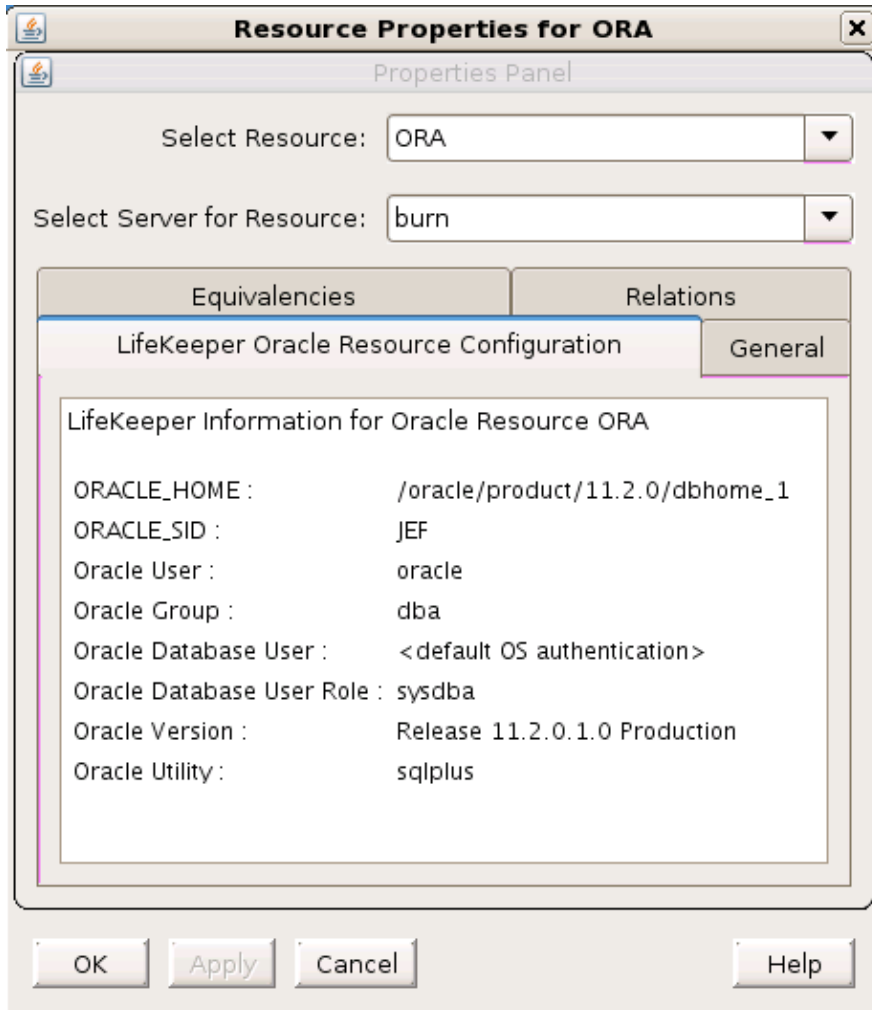 Resource Properties for ORA
Properties Panel
Select Resource: ORA
Select Server for Resource: burn
Equivalencies Relations
LifeKeeper Oracle Resource Configuration General
LifeKeeper Information for Oracle Resource ORA
ORACLE_HOME : /oracle/product/11.2.0/dbhome_1
ORACLE_SID : JEF
Oracle User : oracle
Oracle Group : dba
Oracle Database User : <default OS authentication>
Oracle Database User Role : sysdba
Oracle Version : Release 11.2.0.1.0 Production
Oracle Utility : sqlplus
OK Apply Cancel Help